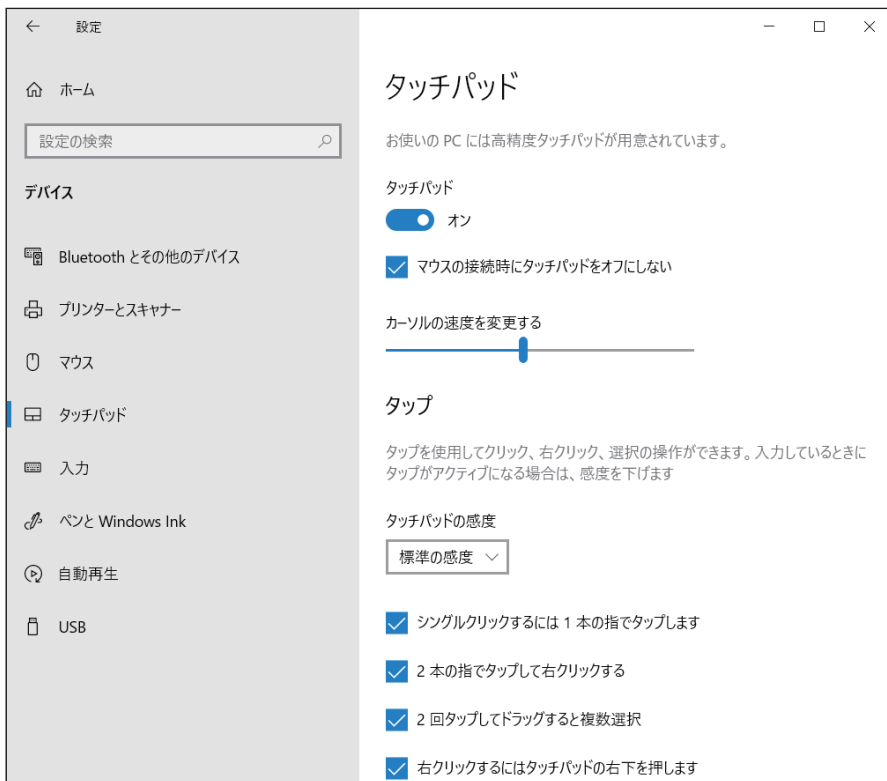 設定
ホーム
設定の検索
デバイス
Bluetooth とその他のデバイス
プリンターとスキャナー
マウス
タッチパッド
入力
ペンと Windows Ink
自動再生
USB
タッチパッド
お使いの PC には高精度タッチパッドが用意されています。
タッチパッド
オン
マウスの接続時にタッチパッドをオフにしない
カーソルの速度を変更する
タップ
タップを使用してクリック、右クリック、選択の操作ができます。入力しているときに
タップがアクティブになる場合は、感度を下げます
タッチパッドの感度
標準の感度
シングルクリックするには 1 本の指でタップします
2 本の指でタップして右クリックする
2 回タップしてドラッグすると複数選択
右クリックするにはタッチパッドの右下を押します